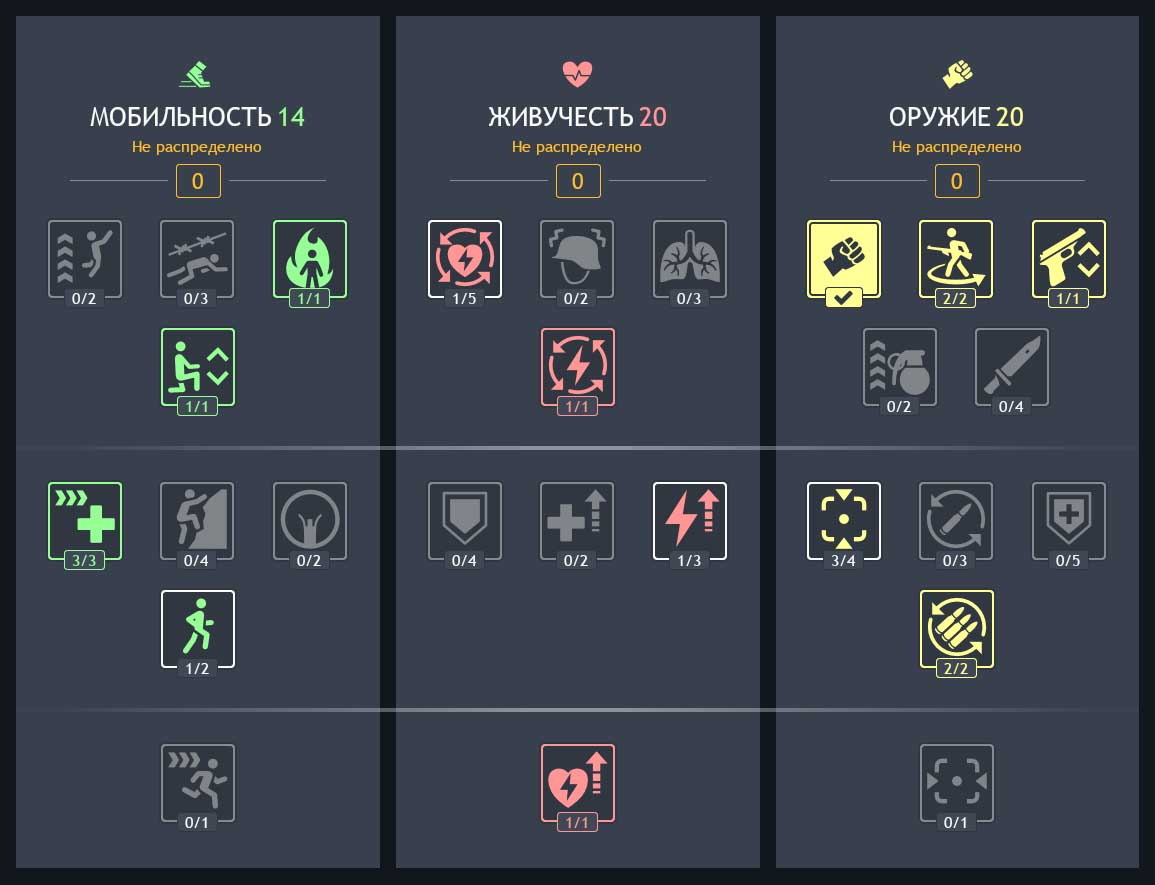 МОБИЛЬНОСТЬ 14
Не распределено
0
0/2 0/3 1/1
1/1
3/3 0/4 0/2
1/2
0/1
ЖИВУЧЕСТЬ 20
Не распределено
0
1/5 0/2 0/3
1/1
0/4 0/2 1/3
1/1
ОРУЖИЕ 20
Не распределено
0
2/2 1/1
0/2 0/4
3/4 0/3 0/5
2/2
0/1